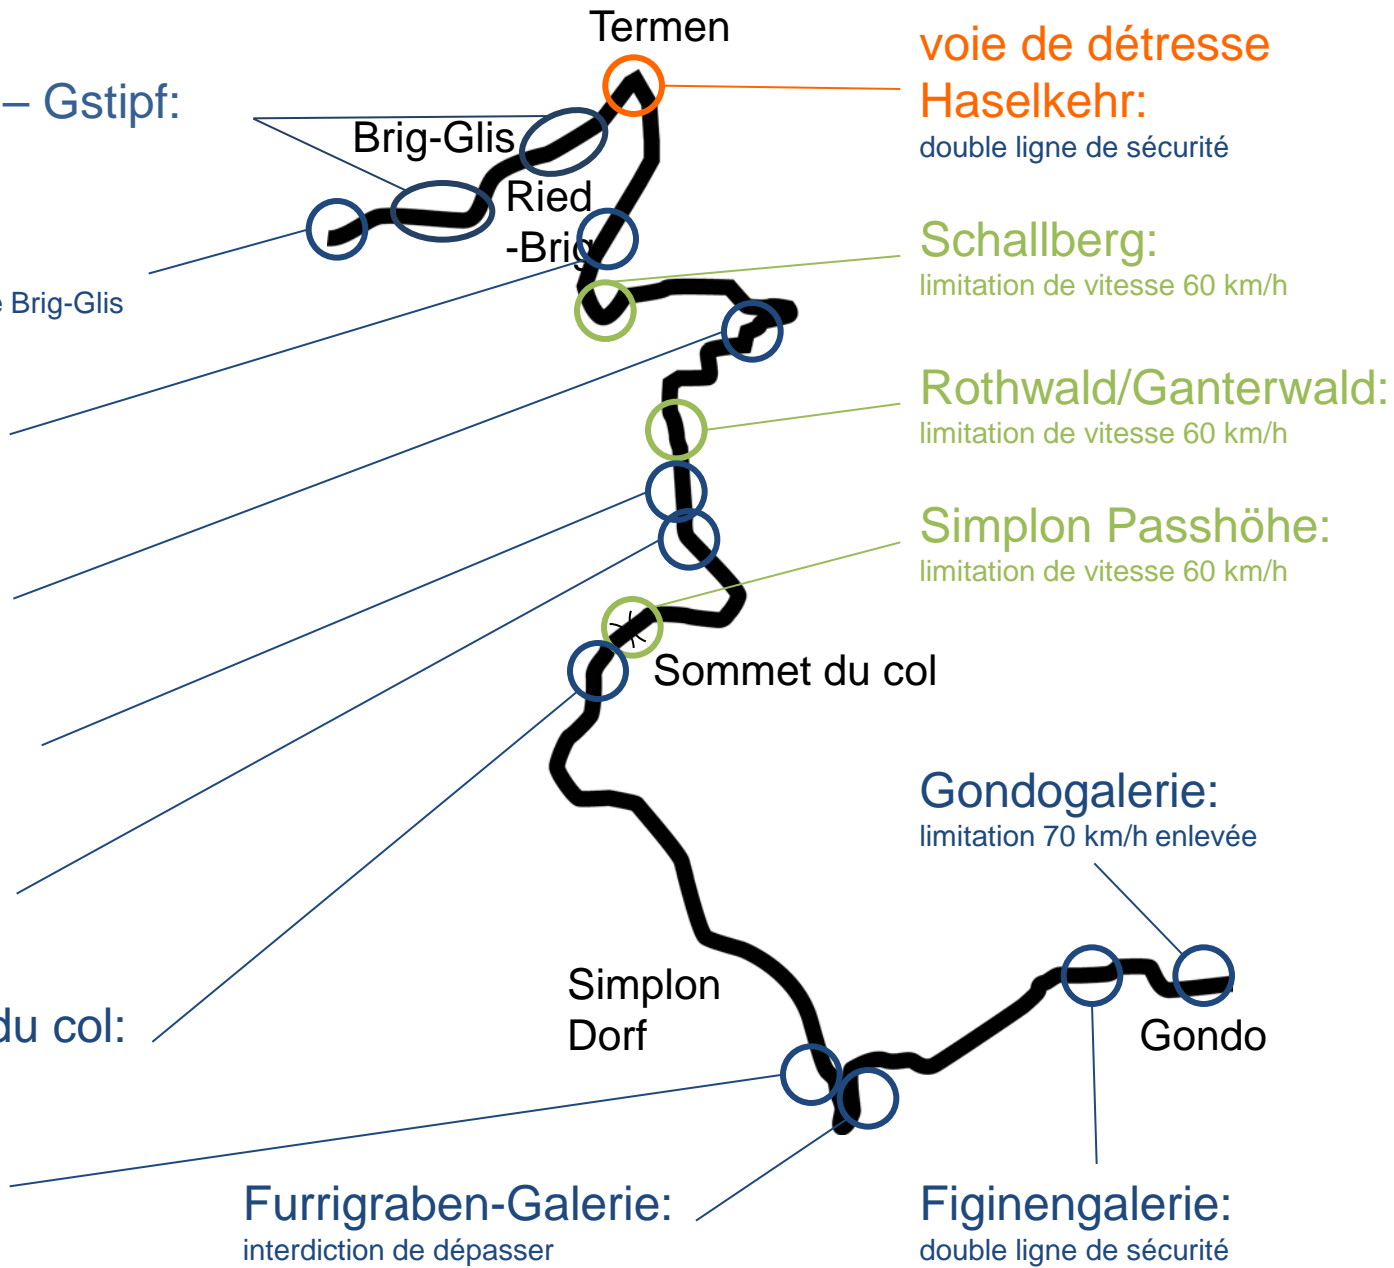 Termen
voie de détresse
Haselkehr:
double ligne de sécurité
– Gstipf:
Brig-Glis
Ried
-Brig
Schallberg:
limitation de vitesse 60 km/h
Brig-Glis
Rothwald/Ganterwald:
limitation de vitesse 60 km/h
Simplon Passhöhe:
limitation de vitesse 60 km/h
Sommet du col
Gondogalerie:
limitation 70 km/h enlevée
Simplon
Dorf
du col:
Gondo
Furrigraben-Galerie:
interdiction de dépasser
Figinengalerie:
double ligne de sécurité